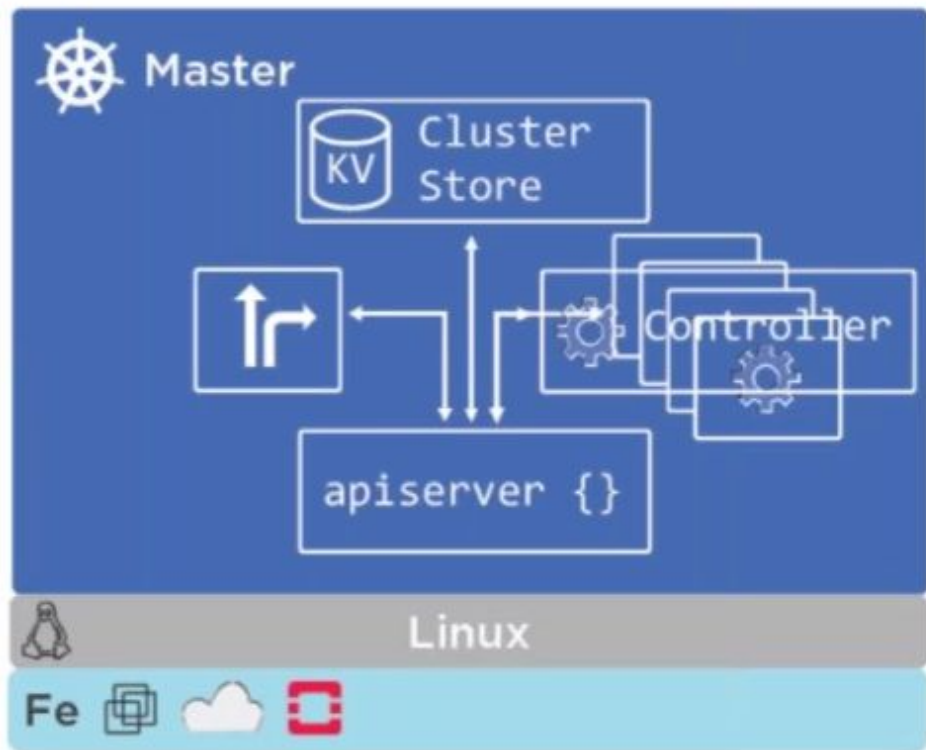 Master
KV
Cluster
Store
Controller
apiserver {}
Linux
Fe